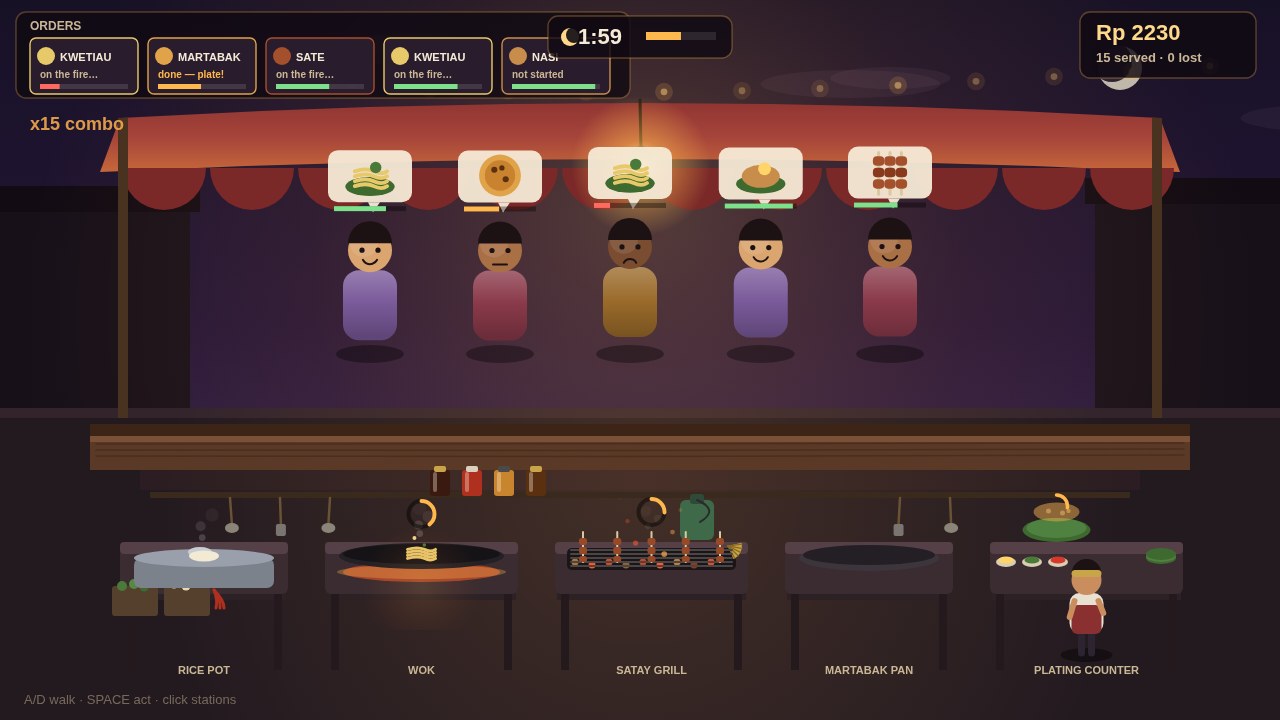 ORDERS
KWETIAU
on the fire…
MARTABAK
done — plate!
SATE
on the fire…
KWETIAU
on the fire…
NASI
not started
1:59
Rp 2230
15 served · 0 lost
x15 combo
RICE POT
WOK
SATAY GRILL
MARTABAK PAN
PLATING COUNTER
A/D walk · SPACE act · click stations